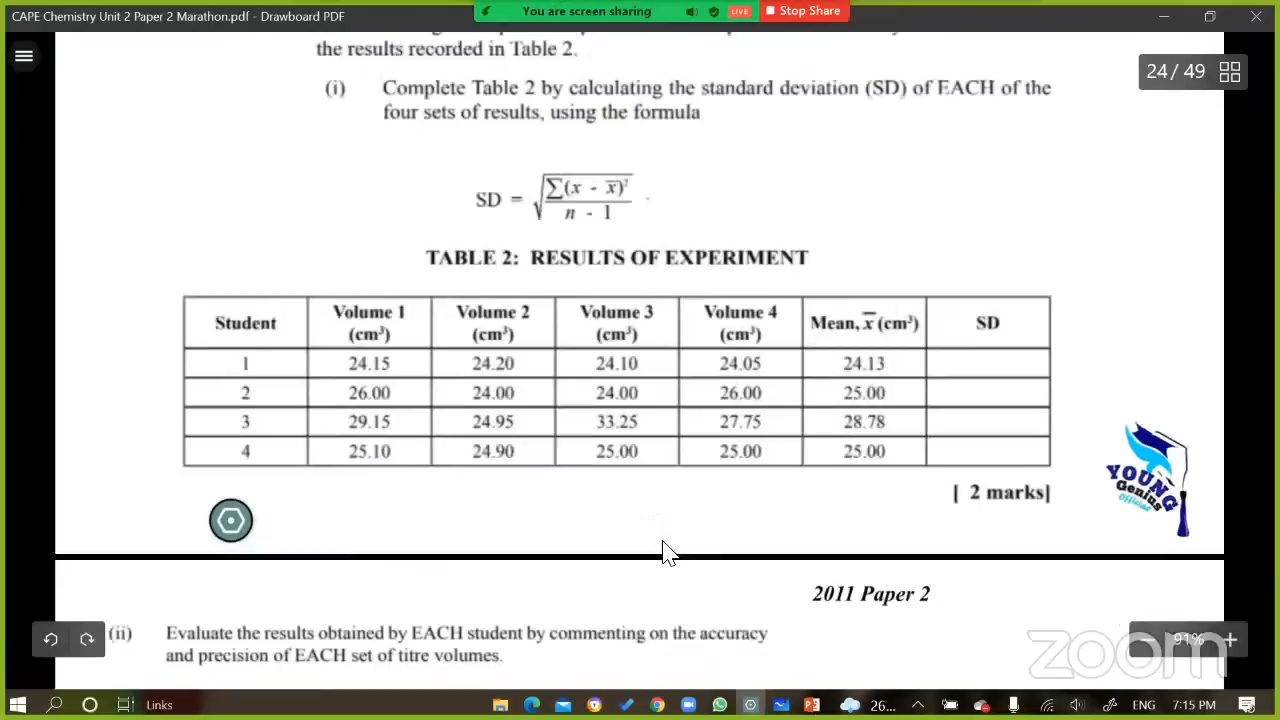 CAPE Chemistry Unit 2 Paper 2 Marathon.pdf - Drawboard PDF
You are screen sharing LIVE Stop Share
24 / 49
the results recorded in Table 2.
(i) Complete Table 2 by calculating the standard deviation (SD) of EACH of the
four sets of results, using the formula
SD = √(∑(x - x̅)² / n - 1)
TABLE 2: RESULTS OF EXPERIMENT
Student Volume 1 (cm³) Volume 2 (cm³) Volume 3 (cm³) Volume 4 (cm³) Mean, x̅ (cm³) SD
1 24.15 24.20 24.10 24.05 24.13
2 26.00 24.00 24.00 26.00 25.00
3 29.15 24.95 33.25 27.75 28.78
4 25.10 24.90 25.00 25.00 25.00
[ 2 marks]
YOUNG
Genius
Official
2011 Paper 2
(ii) Evaluate the results obtained by EACH student by commenting on the accuracy
and precision of EACH set of titre volumes.
91%
zoom
Links 26... ENG 7:15 PM